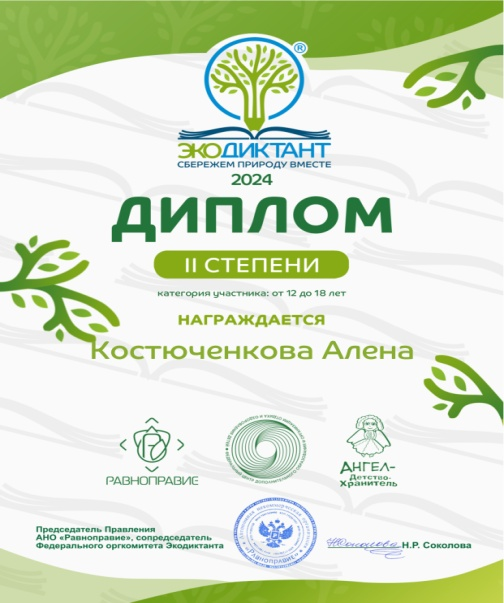 ®
ЭКОДИКТАНТ
СБЕРЕЖЕМ ПРИРОДУ ВМЕСТЕ
2024
ДИПЛОМ
II СТЕПЕНИ
категория участника: от 12 до 18 лет
НАГРАЖДАЕТСЯ
Костюченкова Алена
РАВНОПРАВИЕ
АНГЕЛ-
Детство-
Хранитель
Председатель Правления
АНО «Равноправие», сопредседатель
Федерального оргкомитета Экодиктанта
«Равноправие»
Н.Р. Соколова